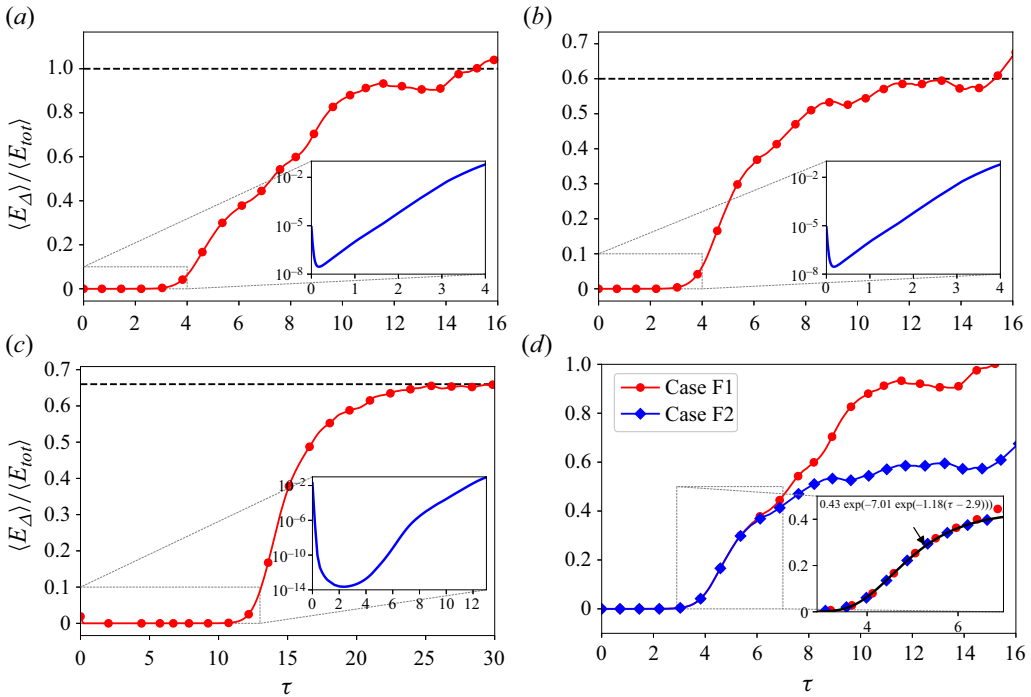 (a)
(b)
⟨E_Δ⟩/⟨E_tot⟩
1.0
0.8
0.6
0.4
0.2
0
10^−2
10^−5
10^−8
0 1 2 3 4
0 2 4 6 8 10 12 14 16
0.7
0.6
0.5
0.4
0.3
0.2
0.1
0
10^−2
10^−5
10^−8
0 1 2 3 4
0 2 4 6 8 10 12 14 16
(c)
(d)
⟨E_Δ⟩/⟨E_tot⟩
0.7
0.6
0.5
0.4
0.3
0.2
0.1
0
10^−2
10^−6
10^−10
10^−14
0 2 4 6 8 10 12
0 5 10 15 20 25 30
τ
1.0
0.8
0.6
0.4
0.2
0
Case F1
Case F2
0.43 exp(−7.01 exp(−1.18(τ − 2.9)))
0.4
0.2
0
4 6
0 2 4 6 8 10 12 14 16
τ